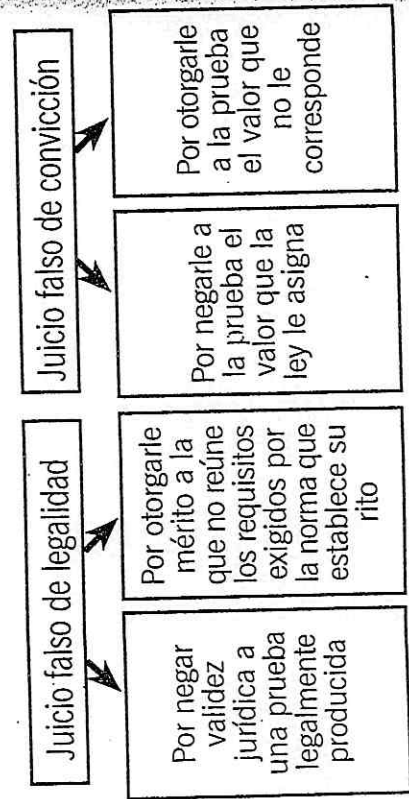 Juicio falso de legalidad
Por negar
validez
jurídica a
una prueba
legalmente
producida
Por otorgarle
mérito a la
que no reúne
los requisitos
exigidos por
la norma que
establece su
rito
Juicio falso de convicción
Por negarle a
la prueba el
valor que la
ley le asigna
Por otorgarle
a la prueba
el valor que
no le
corresponde